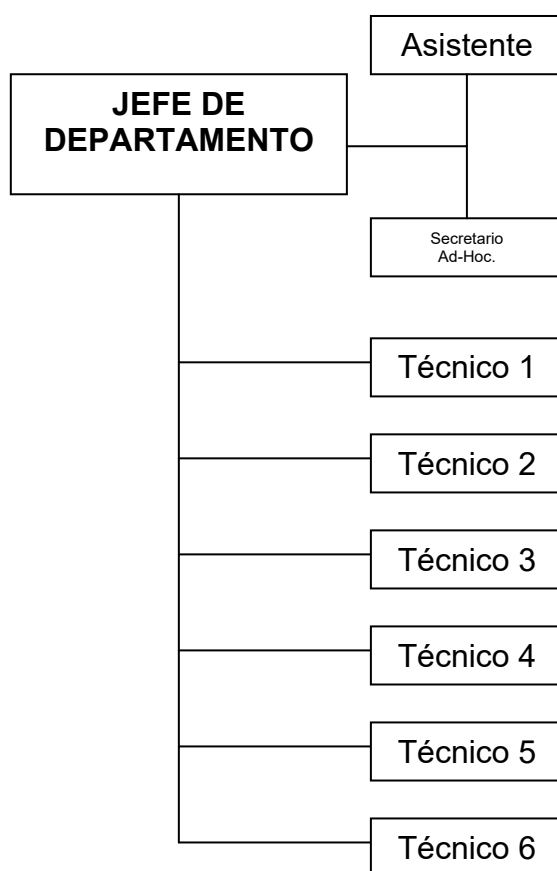 Asistente
JEFE DE
DEPARTAMENTO
Secretario
Ad-Hoc.
Técnico 1
Técnico 2
Técnico 3
Técnico 4
Técnico 5
Técnico 6